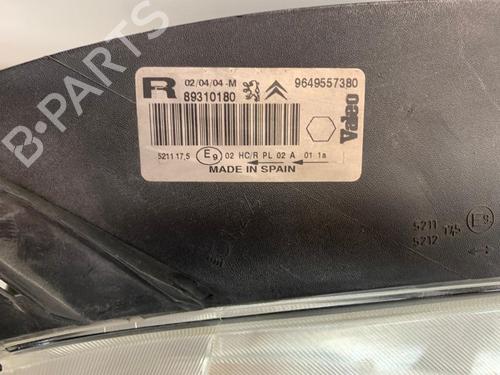 R 02/04/04-M 9649557380
89310180
Valeo
5211 17,5 E9 02 HC/R PL 02 A 01 1a
MADE IN SPAIN
5211
5212
175 E9